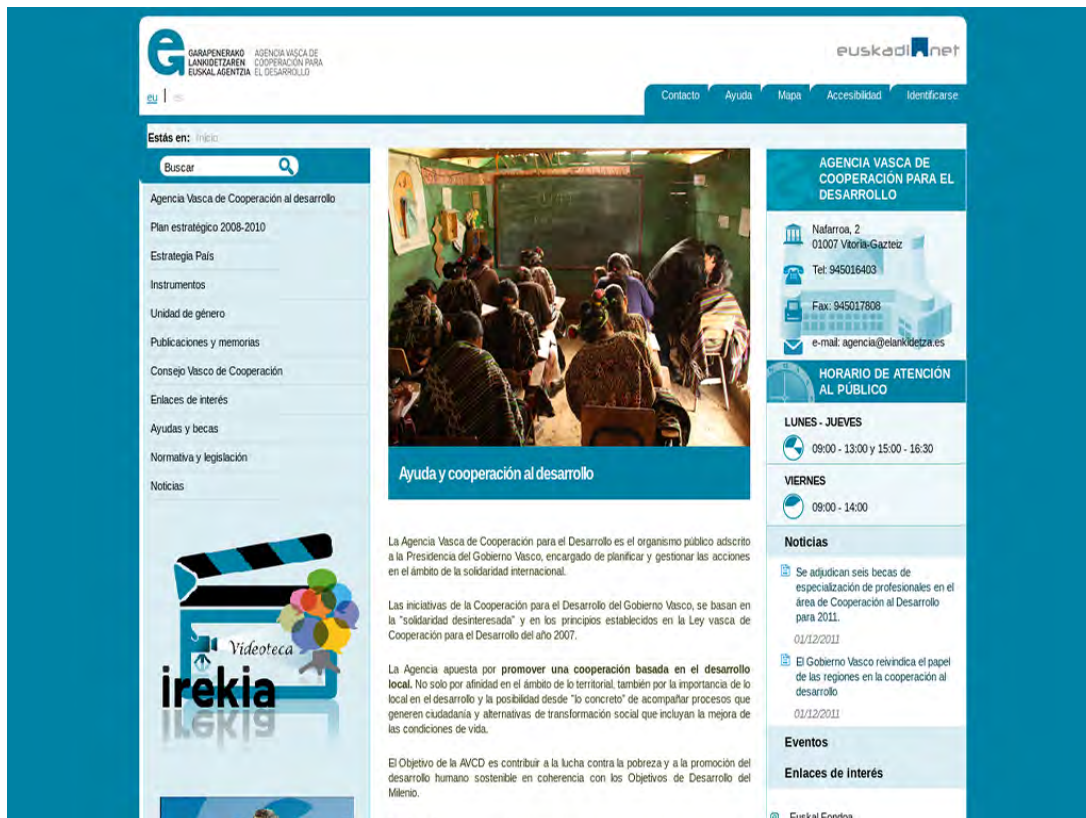 GARAPENERAKO
LANKIDETZAREN
EUSKAL AGENTZIA
AGENCIA VASCA DE
COOPERACIÓN PARA
EL DESARROLLO
euskadi net
eu | es
Contacto Ayuda Mapa Accesibilidad Identificarse
Estás en: Inicio
Buscar
Agencia Vasca de Cooperación al desarrollo
Plan estratégico 2008-2010
Estrategia País
Instrumentos
Unidad de género
Publicaciones y memorias
Consejo Vasco de Cooperación
Enlaces de interés
Ayudas y becas
Normativa y legislación
Noticias
Videoteca
irekia
Ayuda y cooperación al desarrollo
La Agencia Vasca de Cooperación para el Desarrollo es el organismo público adscrito
a la Presidencia del Gobierno Vasco, encargado de planificar y gestionar las acciones
en el ámbito de la solidaridad internacional.
Las iniciativas de la Cooperación para el Desarrollo del Gobierno Vasco, se basan en
la "solidaridad desinteresada" y en los principios establecidos en la Ley vasca de
Cooperación para el Desarrollo del año 2007.
La Agencia apuesta por promover una cooperación basada en el desarrollo
local. No solo por afinidad en el ámbito de lo territorial, también por la importancia de lo
local en el desarrollo y la posibilidad desde "lo concreto" de acompañar procesos que
generen ciudadanía y alternativas de transformación social que incluyan la mejora de
las condiciones de vida.
El Objetivo de la AVCD es contribuir a la lucha contra la pobreza y a la promoción del
desarrollo humano sostenible en coherencia con los Objetivos de Desarrollo del
Milenio.
AGENCIA VASCA DE
COOPERACIÓN PARA EL
DESARROLLO
Nafarroa, 2
01007 Vitoria-Gazteiz
Tel: 945016403
Fax: 945017808
e-mail: agencia@elankidetza.es
HORARIO DE ATENCIÓN
AL PÚBLICO
LUNES - JUEVES
09:00 - 13:00 y 15:00 - 16:30
VIERNES
09:00 - 14:00
Noticias
Se adjudican seis becas de
especialización de profesionales en el
área de Cooperación al Desarrollo
para 2011.
01/12/2011
El Gobierno Vasco reivindica el papel
de las regiones en la cooperación al
desarrollo
01/12/2011
Eventos
Enlaces de interés
Euskal Fondoa